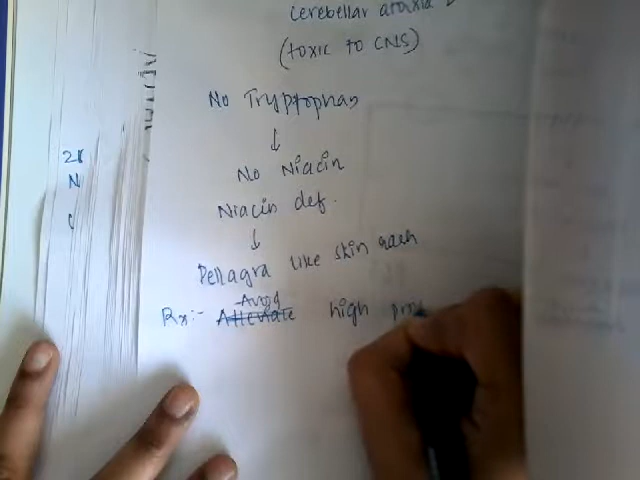 cerebellar ataxia
(toxic to CNS)
No Tryptophan
↓
No Niacin
Niacin def.
↓
Pellagra like skin rash
Avoid
Rx:- Alleviate high